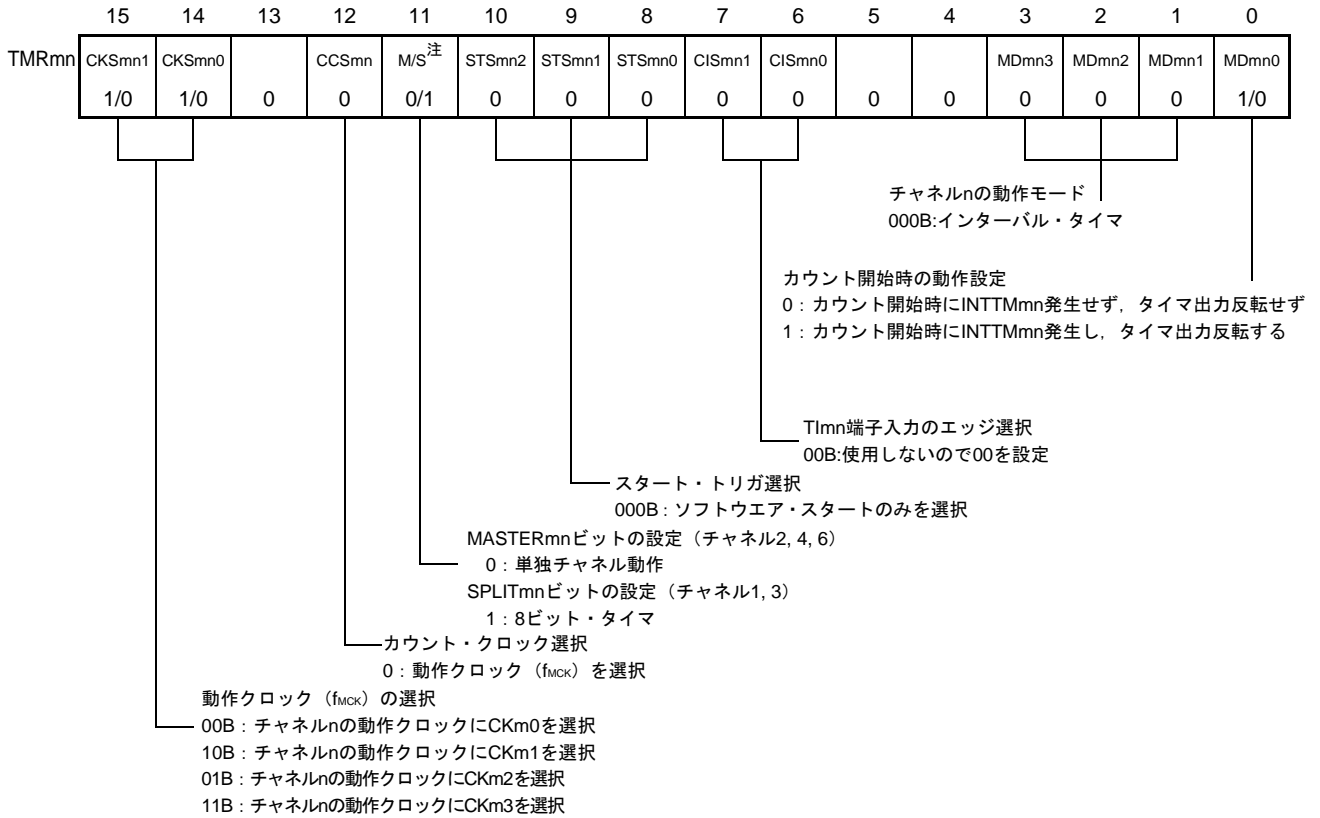 15 14 13 12 11 10 9 8 7 6 5 4 3 2 1 0
TMRmn CKSmn1 CKSmn0 CCSmn M/S注 STSmn2 STSmn1 STSmn0 CISmn1 CISmn0 MDmn3 MDmn2 MDmn1 MDmn0
1/0 1/0 0 0 0/1 0 0 0 0 0 0 0 0 0 0 1/0
チャネルnの動作モード
000B:インターバル・タイマ
カウント開始時の動作設定
0：カウント開始時にINTTMmn発生せず，タイマ出力反転せず
1：カウント開始時にINTTMmn発生し，タイマ出力反転する
TImn端子入力のエッジ選択
00B:使用しないので00を設定
スタート・トリガ選択
000B：ソフトウエア・スタートのみを選択
MASTERmnビットの設定（チャネル2, 4, 6）
0：単独チャネル動作
SPLITmnビットの設定（チャネル1, 3）
1：8ビット・タイマ
カウント・クロック選択
0：動作クロック（fMCK）を選択
動作クロック（fMCK）の選択
00B：チャネルnの動作クロックにCKm0を選択
10B：チャネルnの動作クロックにCKm1を選択
01B：チャネルnの動作クロックにCKm2を選択
11B：チャネルnの動作クロックにCKm3を選択